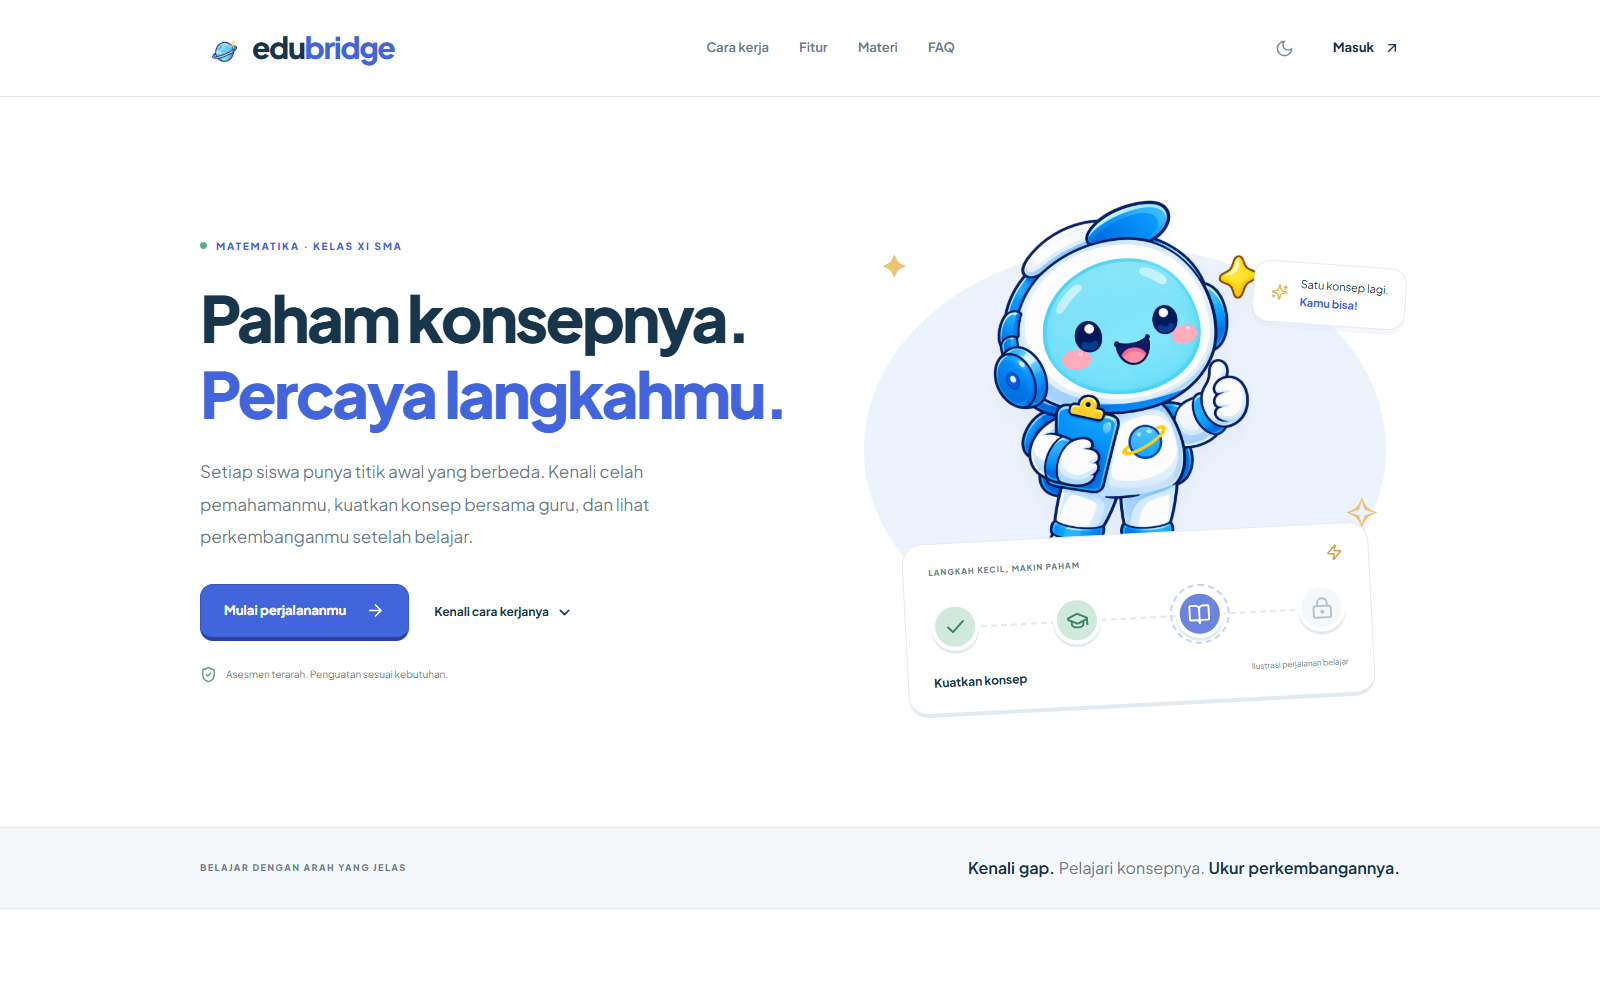 edubridge
Cara kerja
Fitur
Materi
FAQ
Masuk
MATEMATIKA · KELAS XI SMA
Paham konsepnya.
Percaya langkahmu.
Setiap siswa punya titik awal yang berbeda. Kenali celah
pemahamanmu, kuatkan konsep bersama guru, dan lihat
perkembanganmu setelah belajar.
Mulai perjalananmu
Kenali cara kerjanya
Asesmen terarah. Penguatan sesuai kebutuhan.
Satu konsep lagi.
Kamu bisa!
LANGKAH KECIL, MAKIN PAHAM
Kuatkan konsep
Ilustrasi perjalanan belajar
BELAJAR DENGAN ARAH YANG JELAS
Kenali gap. Pelajari konsepnya. Ukur perkembangannya.